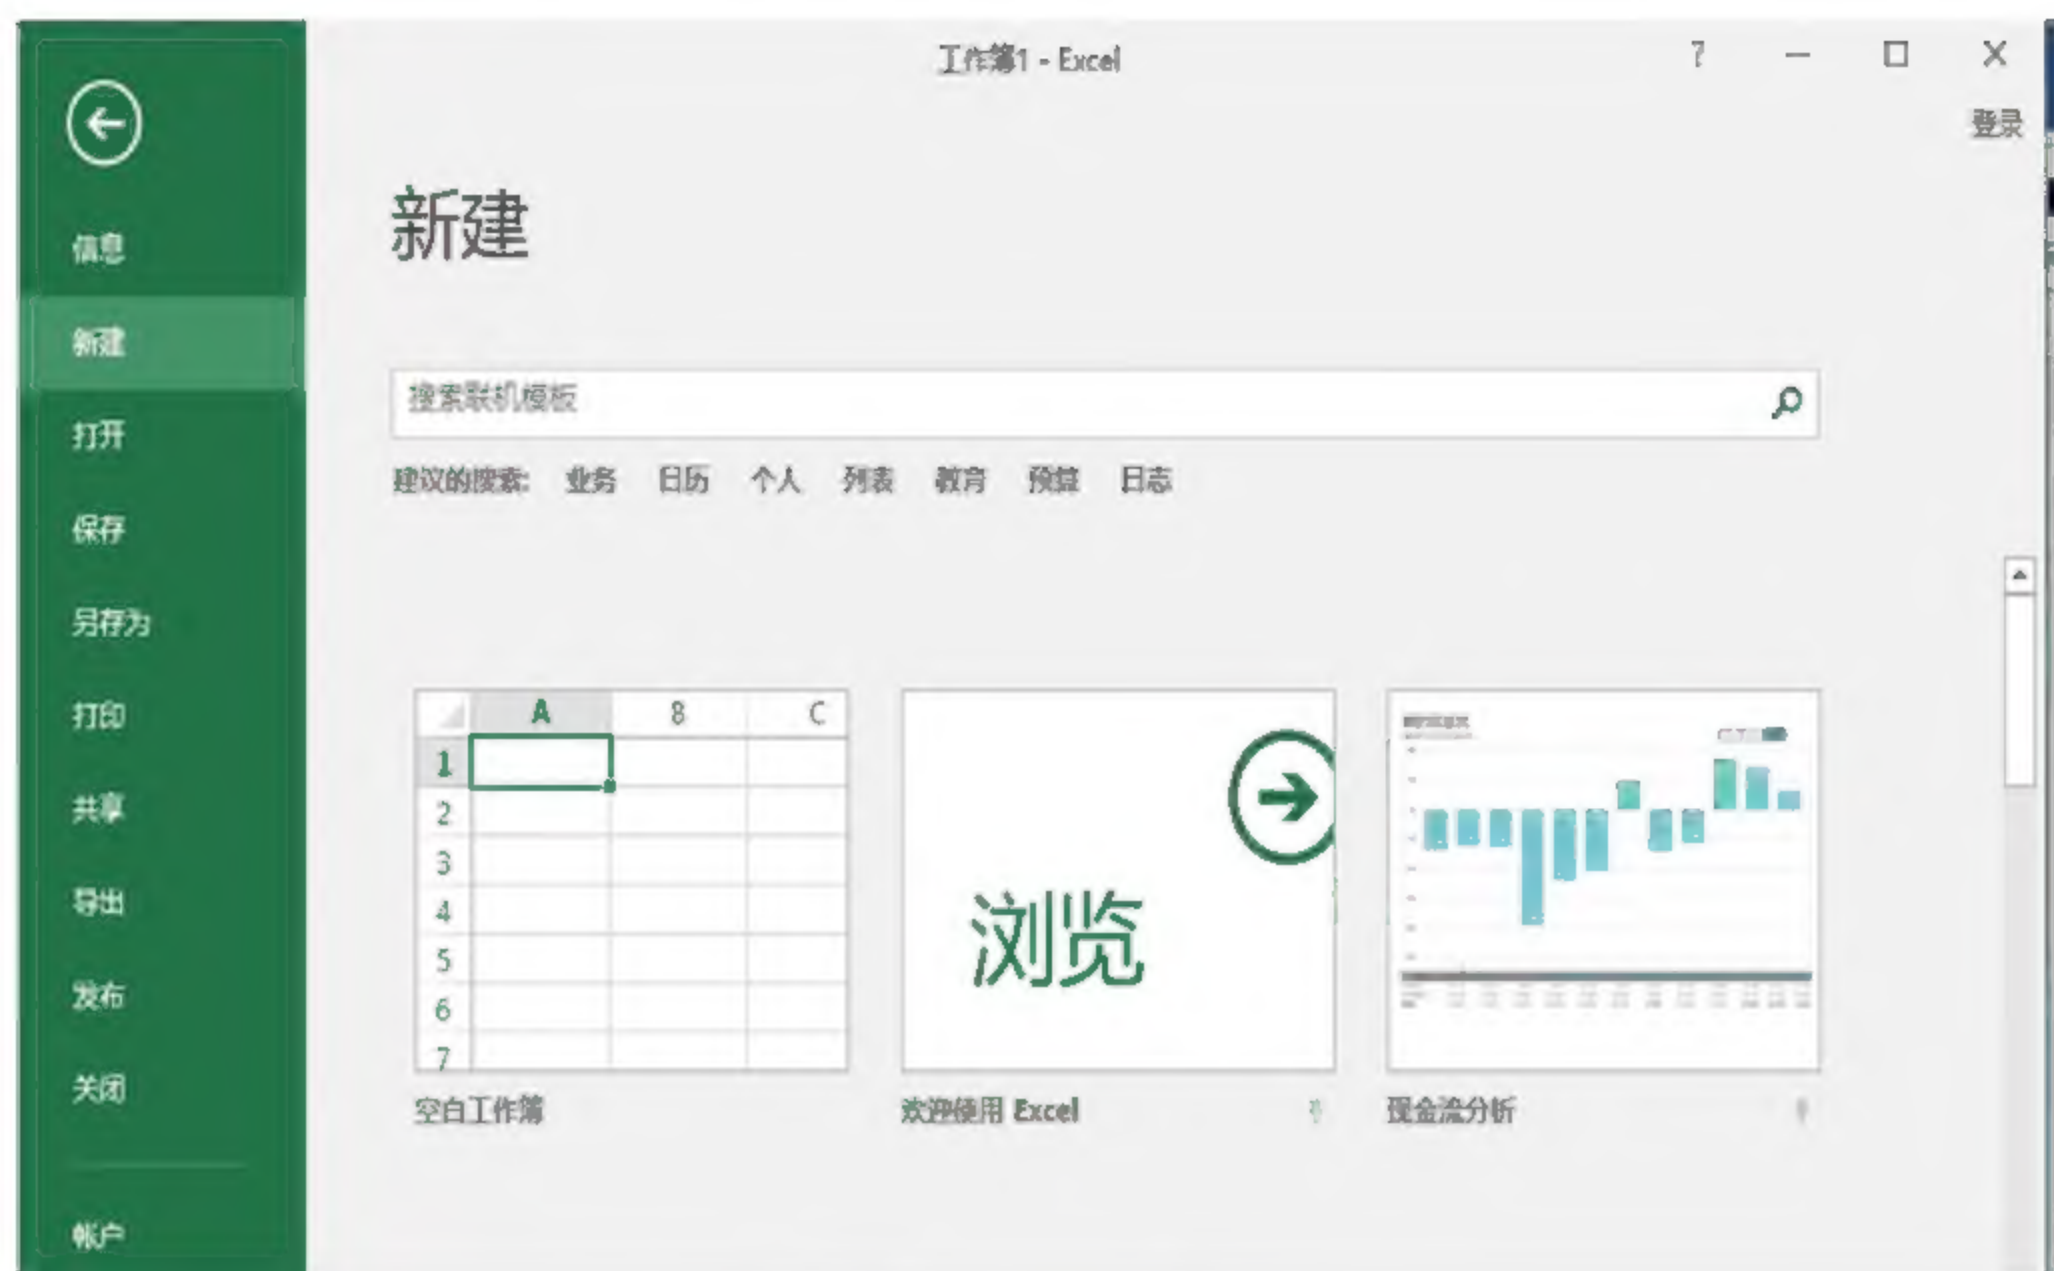 工作簿1 - Excel
?
登录
信息
新建
打开
保存
另存为
打印
共享
导出
发布
关闭
帐户
新建
搜索联机模板
建议的搜索: 业务 日历 个人 列表 教育 预算 日志
A B C
1
2
3
4
5
6
7
空白工作簿
浏览
欢迎使用 Excel
现金流分析